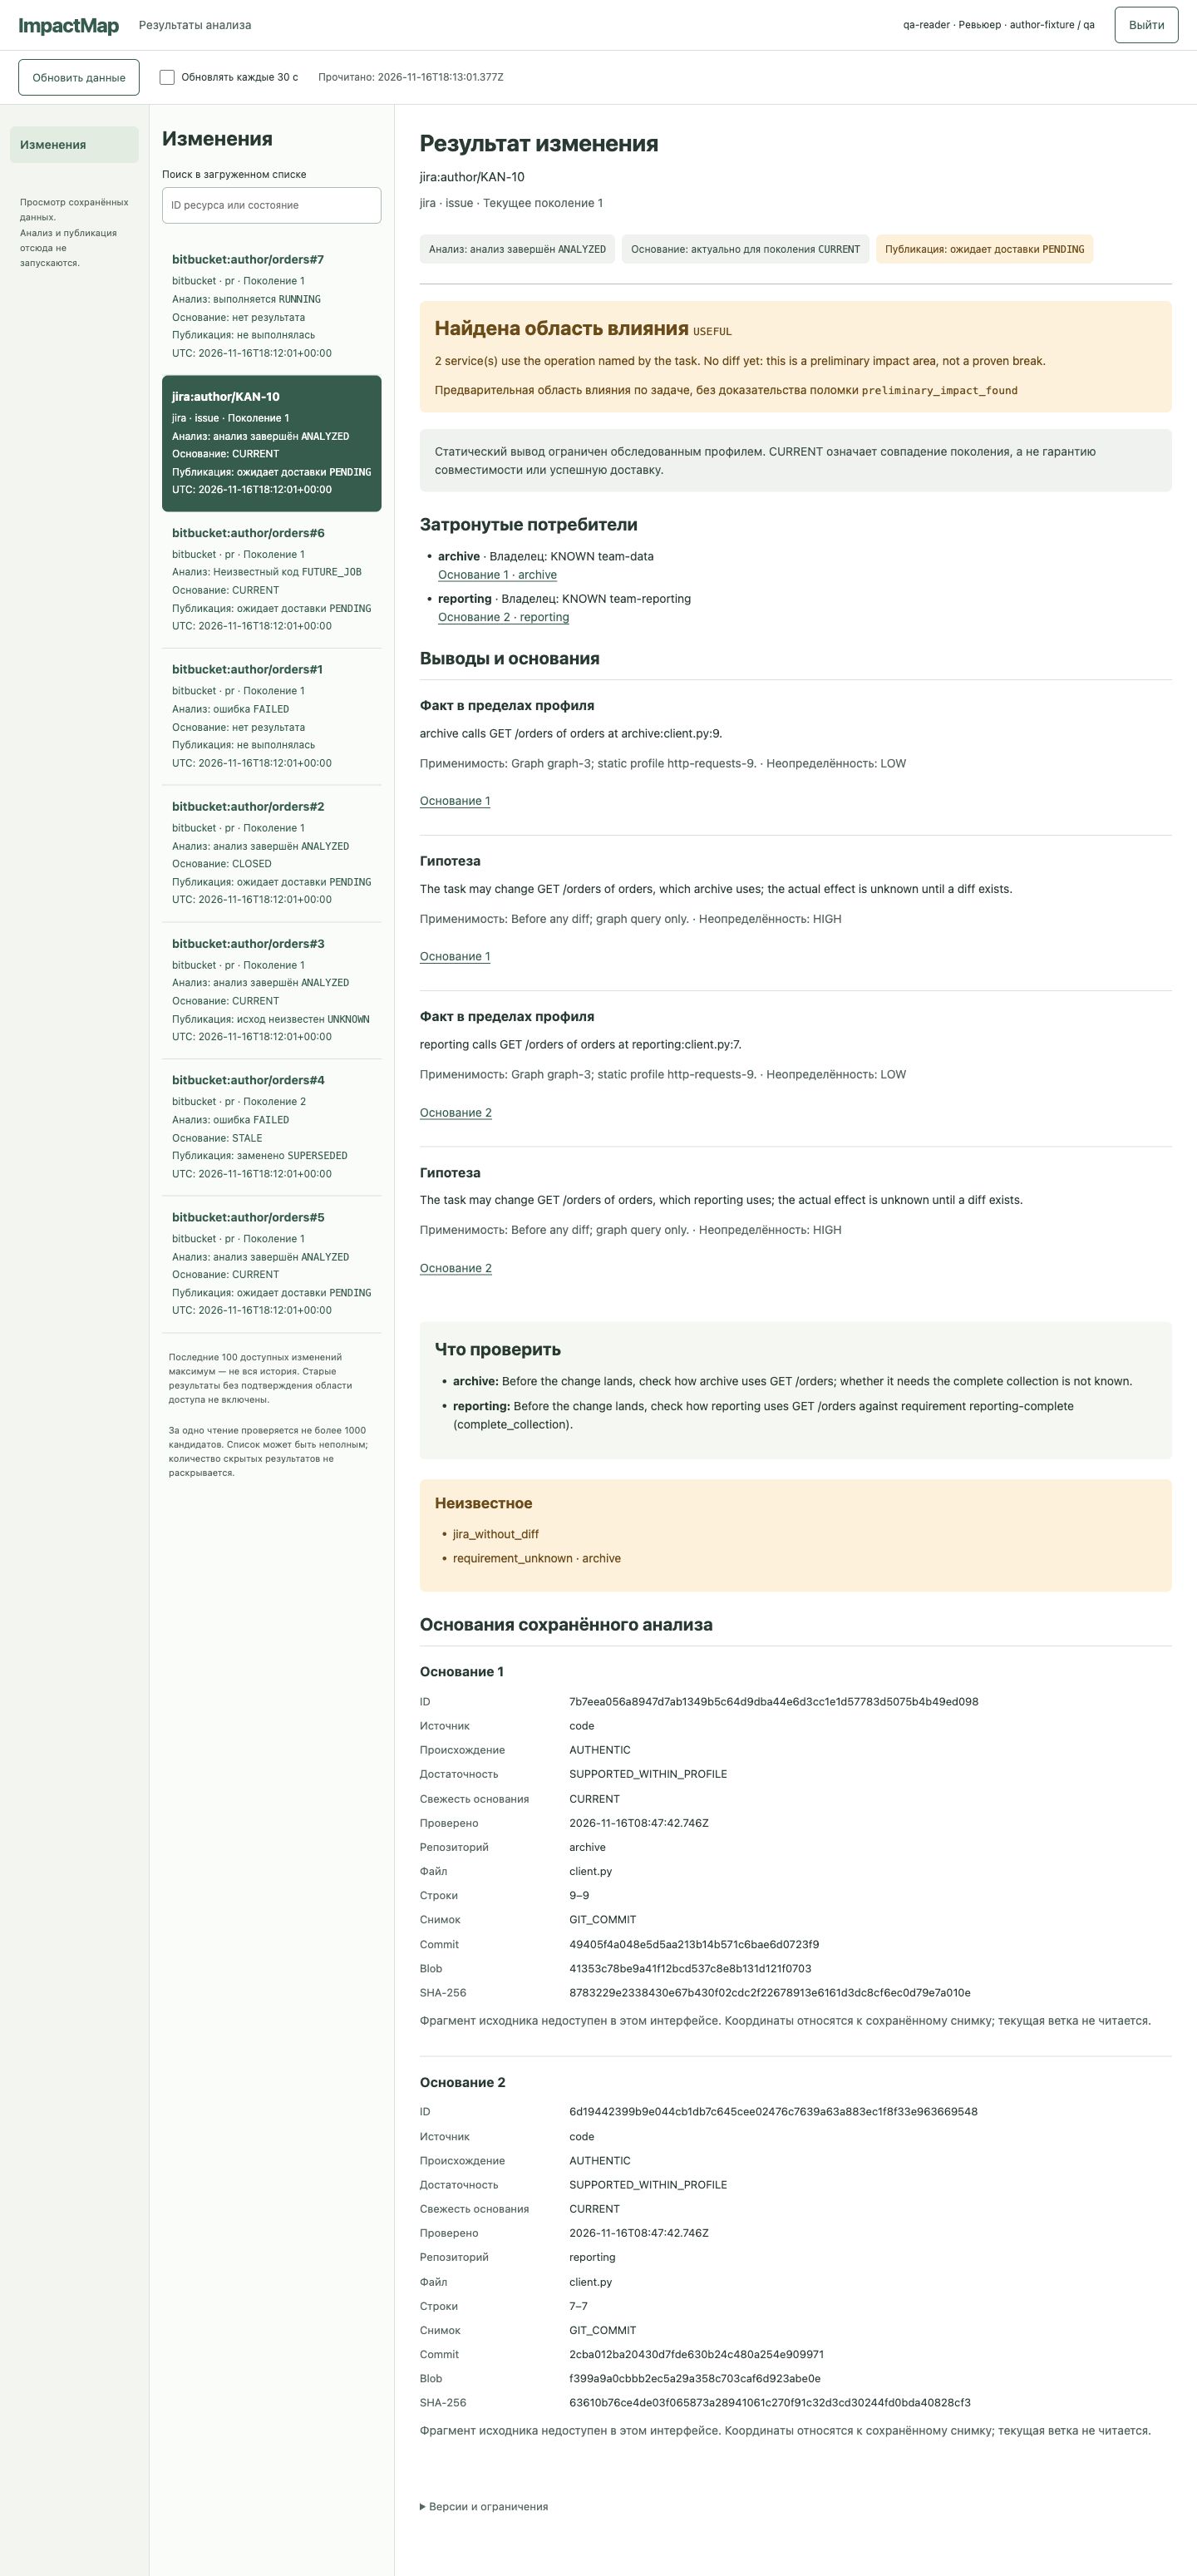 ImpactMap
Результаты анализа
qa-reader · Ревьюер · author-fixture / qa
Выйти
Обновить данные
Обновлять каждые 30 с
Прочитано: 2026-11-16T18:13:01.377Z
Изменения
Просмотр сохранённых
данных.
Анализ и публикация
отсюда не
запускаются.
Изменения
Поиск в загруженном списке
ID ресурса или состояние
bitbucket:author/orders#7
bitbucket · pr · Поколение 1
Анализ: выполняется RUNNING
Основание: нет результата
Публикация: не выполнялась
UTC: 2026-11-16T18:12:01+00:00
jira:author/KAN-10
jira · issue · Поколение 1
Анализ: анализ завершён ANALYZED
Основание: CURRENT
Публикация: ожидает доставки PENDING
UTC: 2026-11-16T18:12:01+00:00
bitbucket:author/orders#6
bitbucket · pr · Поколение 1
Анализ: Неизвестный код FUTURE_JOB
Основание: CURRENT
Публикация: ожидает доставки PENDING
UTC: 2026-11-16T18:12:01+00:00
bitbucket:author/orders#1
bitbucket · pr · Поколение 1
Анализ: ошибка FAILED
Основание: нет результата
Публикация: не выполнялась
UTC: 2026-11-16T18:12:01+00:00
bitbucket:author/orders#2
bitbucket · pr · Поколение 1
Анализ: анализ завершён ANALYZED
Основание: CLOSED
Публикация: ожидает доставки PENDING
UTC: 2026-11-16T18:12:01+00:00
bitbucket:author/orders#3
bitbucket · pr · Поколение 1
Анализ: анализ завершён ANALYZED
Основание: CURRENT
Публикация: исход неизвестен UNKNOWN
UTC: 2026-11-16T18:12:01+00:00
bitbucket:author/orders#4
bitbucket · pr · Поколение 2
Анализ: ошибка FAILED
Основание: STALE
Публикация: заменено SUPERSEDED
UTC: 2026-11-16T18:12:01+00:00
bitbucket:author/orders#5
bitbucket · pr · Поколение 1
Анализ: анализ завершён ANALYZED
Основание: CURRENT
Публикация: ожидает доставки PENDING
UTC: 2026-11-16T18:12:01+00:00
Последние 100 доступных изменений
максимум — не вся история. Старые
результаты без подтверждения области
доступа не включены.
За одно чтение проверяется не более 1000
кандидатов. Список может быть неполным;
количество скрытых результатов не
раскрывается.
Результат изменения
jira:author/KAN-10
jira · issue · Текущее поколение 1
Анализ: анализ завершён ANALYZED
Основание: актуально для поколения CURRENT
Публикация: ожидает доставки PENDING
Найдена область влияния USEFUL
2 service(s) use the operation named by the task. No diff yet: this is a preliminary impact area, not a proven break.
Предварительная область влияния по задаче, без доказательства поломки preliminary_impact_found
Статический вывод ограничен обследованным профилем. CURRENT означает совпадение поколения, а не гарантию
совместимости или успешную доставку.
Затронутые потребители
• archive · Владелец: KNOWN team-data
Основание 1 · archive
• reporting · Владелец: KNOWN team-reporting
Основание 2 · reporting
Выводы и основания
Факт в пределах профиля
archive calls GET /orders of orders at archive:client.py:9.
Применимость: Graph graph-3; static profile http-requests-9. · Неопределённость: LOW
Основание 1
Гипотеза
The task may change GET /orders of orders, which archive uses; the actual effect is unknown until a diff exists.
Применимость: Before any diff; graph query only. · Неопределённость: HIGH
Основание 1
Факт в пределах профиля
reporting calls GET /orders of orders at reporting:client.py:7.
Применимость: Graph graph-3; static profile http-requests-9. · Неопределённость: LOW
Основание 2
Гипотеза
The task may change GET /orders of orders, which reporting uses; the actual effect is unknown until a diff exists.
Применимость: Before any diff; graph query only. · Неопределённость: HIGH
Основание 2
Что проверить
• archive: Before the change lands, check how archive uses GET /orders; whether it needs the complete collection is not known.
• reporting: Before the change lands, check how reporting uses GET /orders against requirement reporting-complete
(complete_collection).
Неизвестное
• jira_without_diff
• requirement_unknown · archive
Основания сохранённого анализа
Основание 1
ID 7b7eea056a8947d7ab1349b5c64d9dba44e6d3cc1e1d57783d5075b4b49ed098
Источник code
Происхождение AUTHENTIC
Достаточность SUPPORTED_WITHIN_PROFILE
Свежесть основания CURRENT
Проверено 2026-11-16T08:47:42.746Z
Репозиторий archive
Файл client.py
Строки 9–9
Снимок GIT_COMMIT
Commit 49405f4a048e5d5aa213b14b571c6bae6d0723f9
Blob 41353c78be9a41f12bcd537c8e8b131d121f0703
SHA-256 8783229e2338430e67b430f02cdc2f22678913e6161d3dc8cf6ec0d79e7a010e
Фрагмент исходника недоступен в этом интерфейсе. Координаты относятся к сохранённому снимку; текущая ветка не читается.
Основание 2
ID 6d19442399b9e044cb1db7c645cee02476c7639a63a883ec1f8f33e963669548
Источник code
Происхождение AUTHENTIC
Достаточность SUPPORTED_WITHIN_PROFILE
Свежесть основания CURRENT
Проверено 2026-11-16T08:47:42.746Z
Репозиторий reporting
Файл client.py
Строки 7–7
Снимок GIT_COMMIT
Commit 2cba012ba20430d7fde630b24c480a254e909971
Blob f399a9a0cbbb2ec5a29a358c703caf6d923abe0e
SHA-256 63610b76ce4de03f065873a28941061c270f91c32d3cd30244fd0bda40828cf3
Фрагмент исходника недоступен в этом интерфейсе. Координаты относятся к сохранённому снимку; текущая ветка не читается.
▶ Версии и ограничения